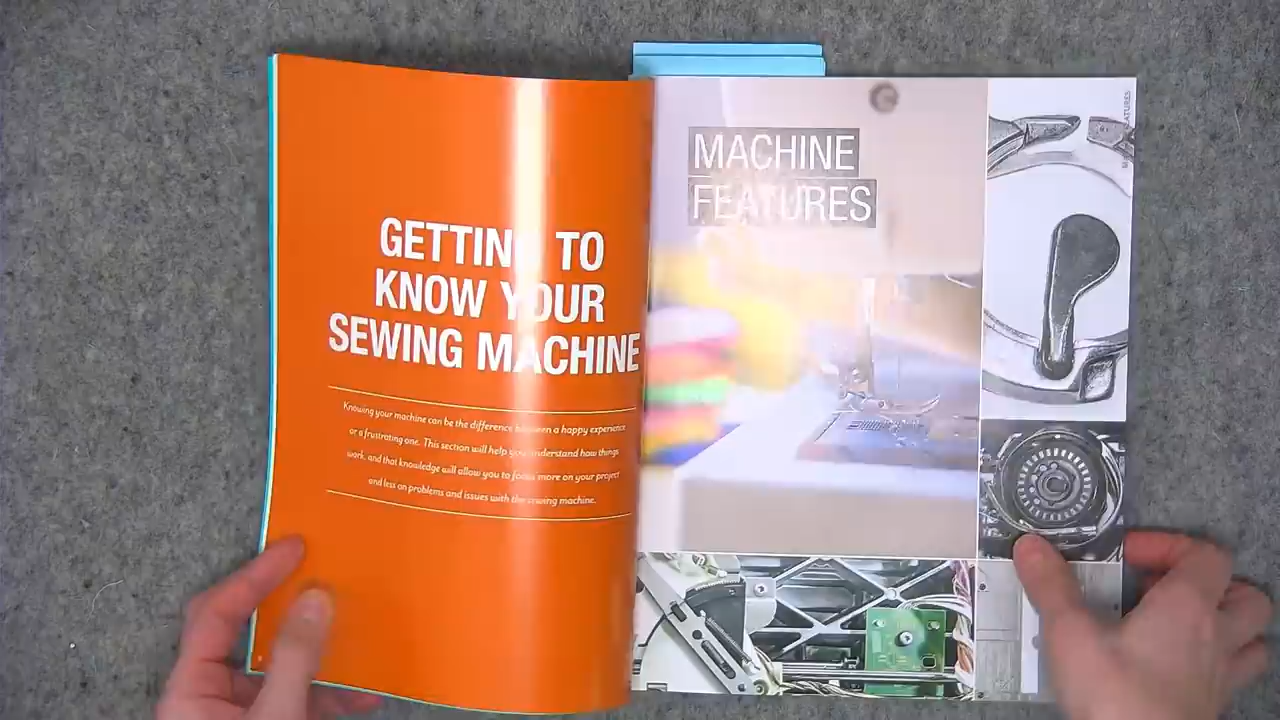 GETTING TO
KNOW YOUR
SEWING MACHINE
Knowing your machine can be the difference between a happy experience
or a frustrating one. This section will help you understand how things
work, and that knowledge will allow you to focus more on your project
and less on problems and issues with the sewing machine.
MACHINE
FEATURES